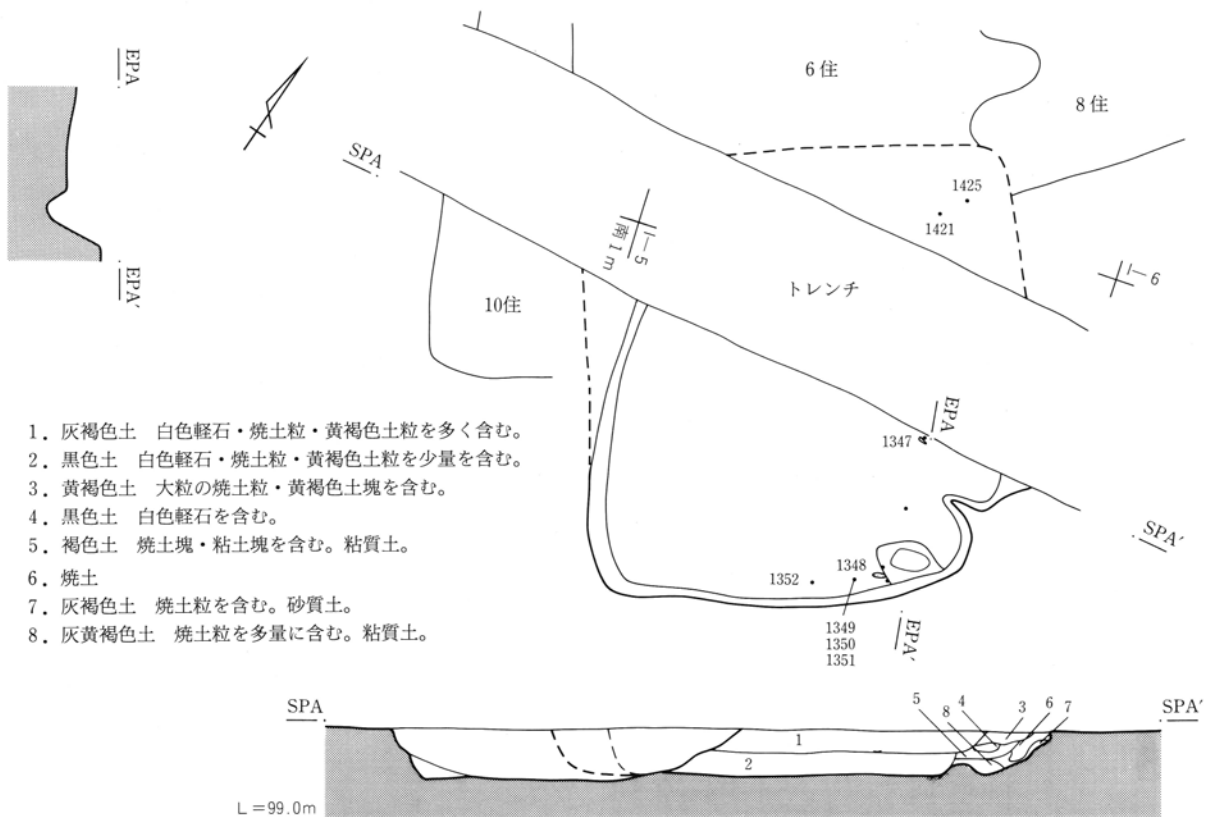 EPA
EPA′
6住
8住
SPA
1425
1421
I—5
南1m
I—6
トレンチ
10住
EPA
1347
SPA′
1348
1352
1349
1350
1351
EPA′
1．灰褐色土　白色軽石・焼土粒・黄褐色土粒を多く含む。
2．黒色土　白色軽石・焼土粒・黄褐色土粒を少量を含む。
3．黄褐色土　大粒の焼土粒・黄褐色土塊を含む。
4．黒色土　白色軽石を含む。
5．褐色土　焼土塊・粘土塊を含む。粘質土。
6．焼土
7．灰褐色土　焼土粒を含む。砂質土。
8．灰黄褐色土　焼土粒を多量に含む。粘質土。
SPA
5
8
4
3
6
7
SPA′
1
2
L=99.0m